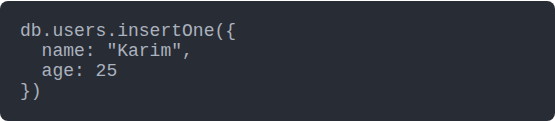 db.users.insertOne({
  name: "Karim",
  age: 25
})